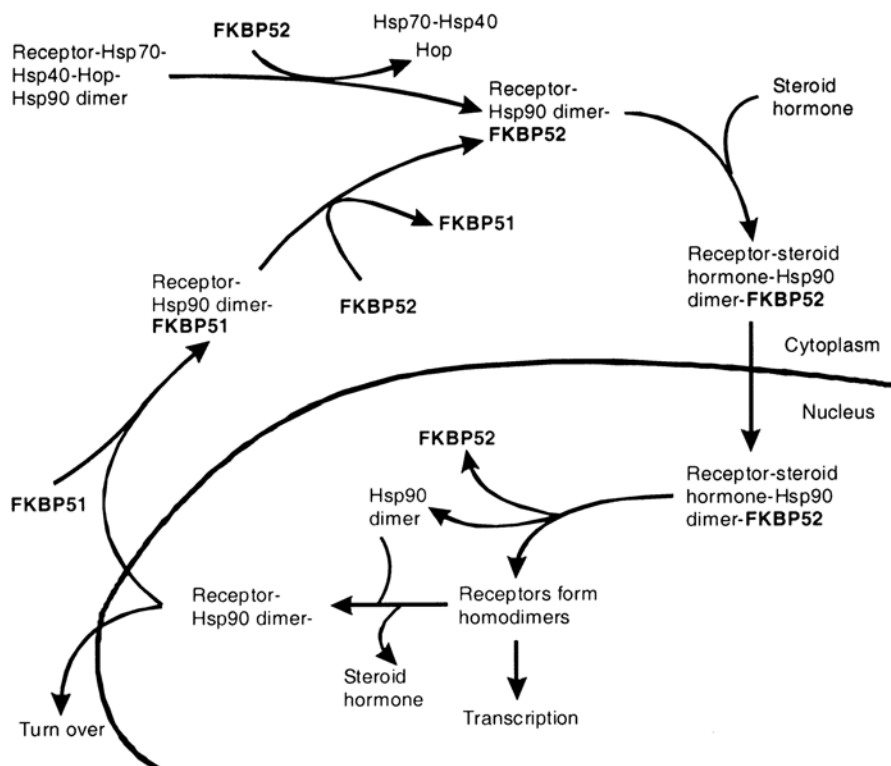 Receptor-Hsp70-
Hsp40-Hop-
Hsp90 dimer
FKBP52
Hsp70-Hsp40
Hop
Receptor-
Hsp90 dimer-
FKBP52
Steroid
hormone
FKBP51
FKBP52
Receptor-
Hsp90 dimer-
FKBP51
Receptor-steroid
hormone-Hsp90
dimer-FKBP52
Cytoplasm
Nucleus
FKBP51
FKBP52
Hsp90
dimer
Receptor-steroid
hormone-Hsp90
dimer-FKBP52
Receptor-
Hsp90 dimer-
Receptors form
homodimers
Steroid
hormone
Turn over
Transcription